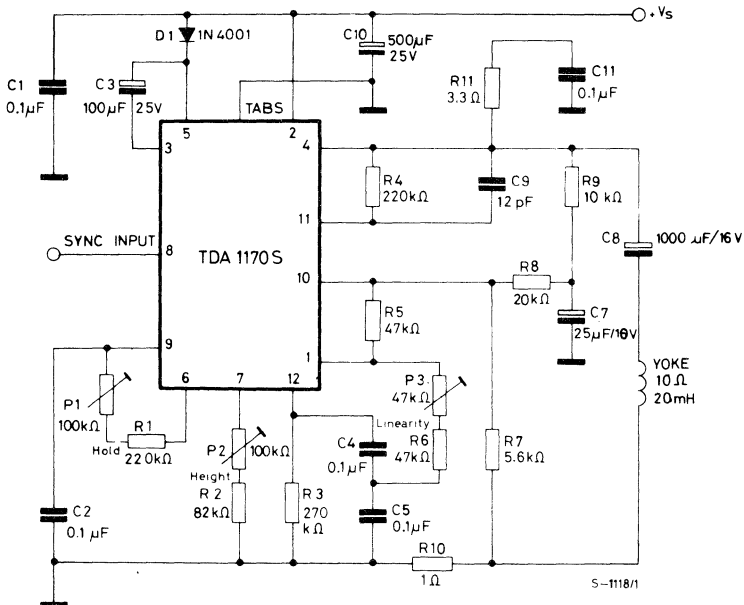 +Vs
D1 1N4001
C10 500µF
25V
C1
0.1µF
C3
100µF 25V
R11
3.3Ω
C11
0.1µF
TABS
5
2
3
4
R4
220kΩ
C9
12pF
R9
10 kΩ
C8
1000 µF/16V
11
SYNC INPUT
8
TDA 1170S
10
R8
20kΩ
C7
25µF/16V
R5
47kΩ
9
1
YOKE
10Ω
20mH
6
7
12
P1
100kΩ
Hold
R1
220kΩ
P2
100kΩ
Height
P3
47kΩ
Linearity
C4
0.1µF
R6
47kΩ
R7
5.6kΩ
C2
0.1µF
R2
82kΩ
R3
270
kΩ
C5
0.1µF
R10
1Ω
S-1118/1